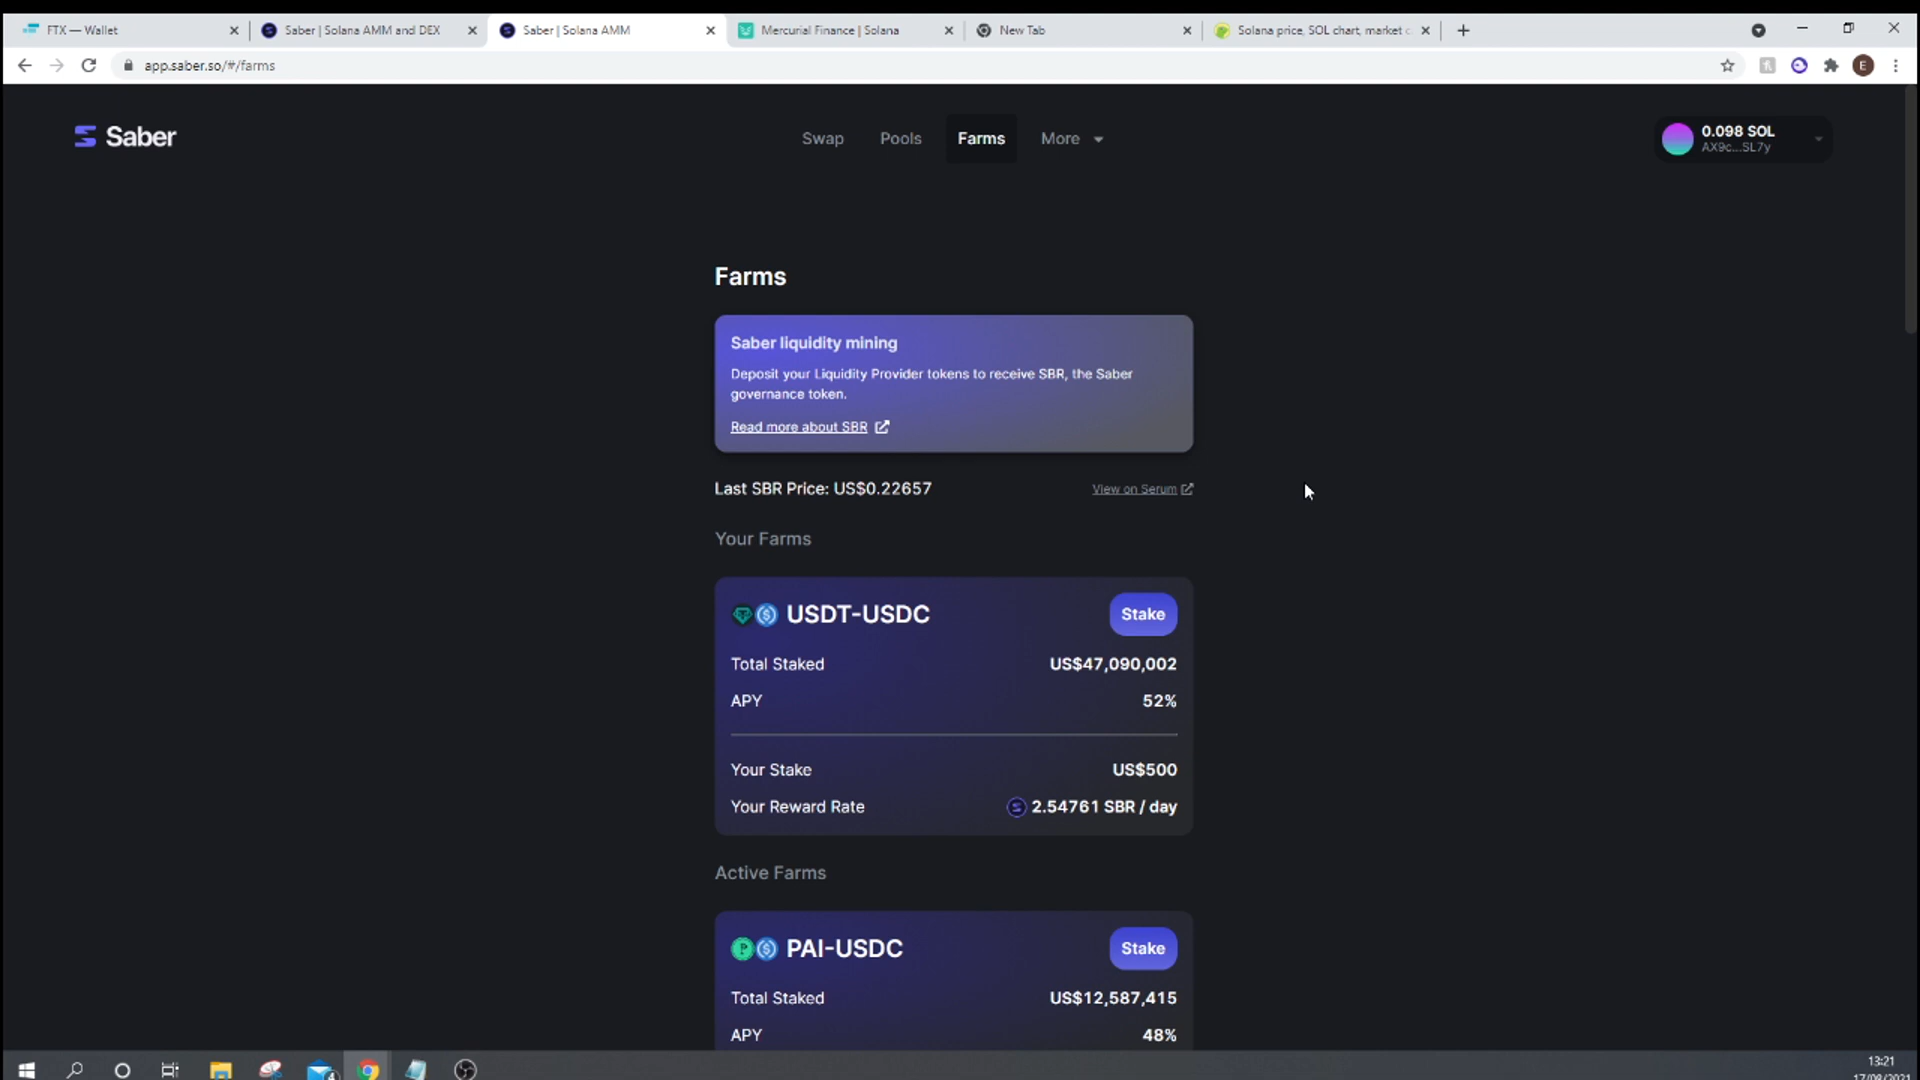 FTX — Wallet
Saber | Solana AMM and DEX
Saber | Solana AMM
Mercurial Finance | Solana
New Tab
Solana price, SOL chart, market c
app.saber.so/#/farms
E
Saber
Swap
Pools
Farms
More
0.098 SOL
AX9c...SL7y
Farms
Saber liquidity mining
Deposit your Liquidity Provider tokens to receive SBR, the Saber
governance token.
Read more about SBR
Last SBR Price: US$0.22657
View on Serum
Your Farms
USDT-USDC
Stake
Total Staked
US$47,090,002
APY
52%
Your Stake
US$500
Your Reward Rate
2.54761 SBR / day
Active Farms
PAI-USDC
Stake
Total Staked
US$12,587,415
APY
48%
13:21
17/08/2021